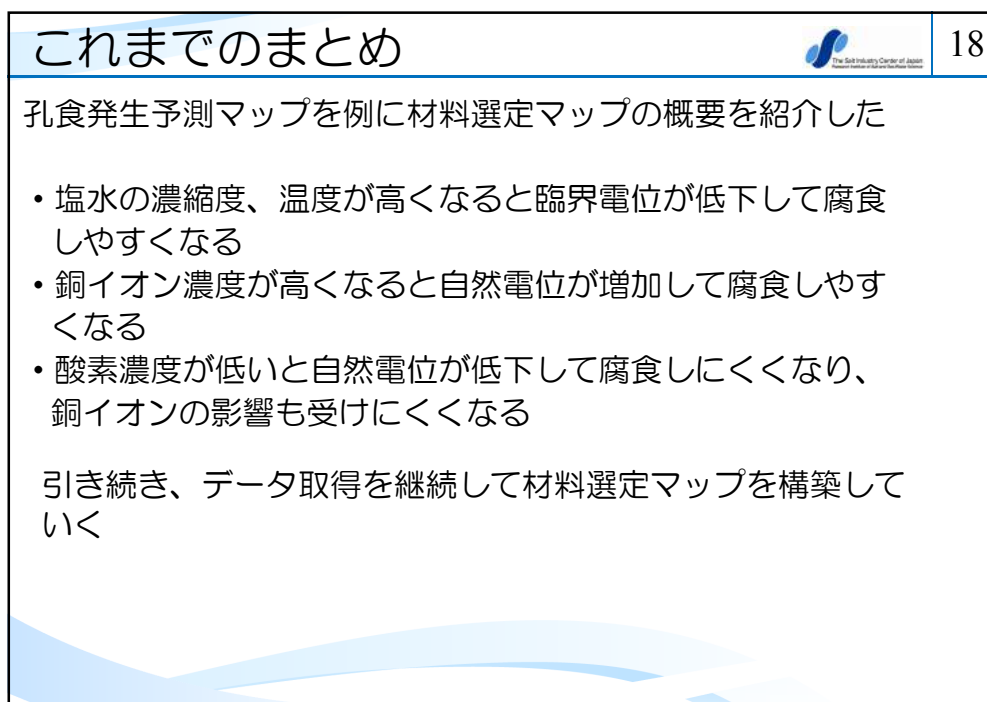 これまでのまとめ
The Salt Industry Center of Japan
18
孔食発生予測マップを例に材料選定マップの概要を紹介した
・塩水の濃縮度、温度が高くなると臨界電位が低下して腐食
しやすくなる
・銅イオン濃度が高くなると自然電位が増加して腐食しやす
くなる
・酸素濃度が低いと自然電位が低下して腐食しにくくなり、
銅イオンの影響も受けにくくなる
引き続き、データ取得を継続して材料選定マップを構築して
いく